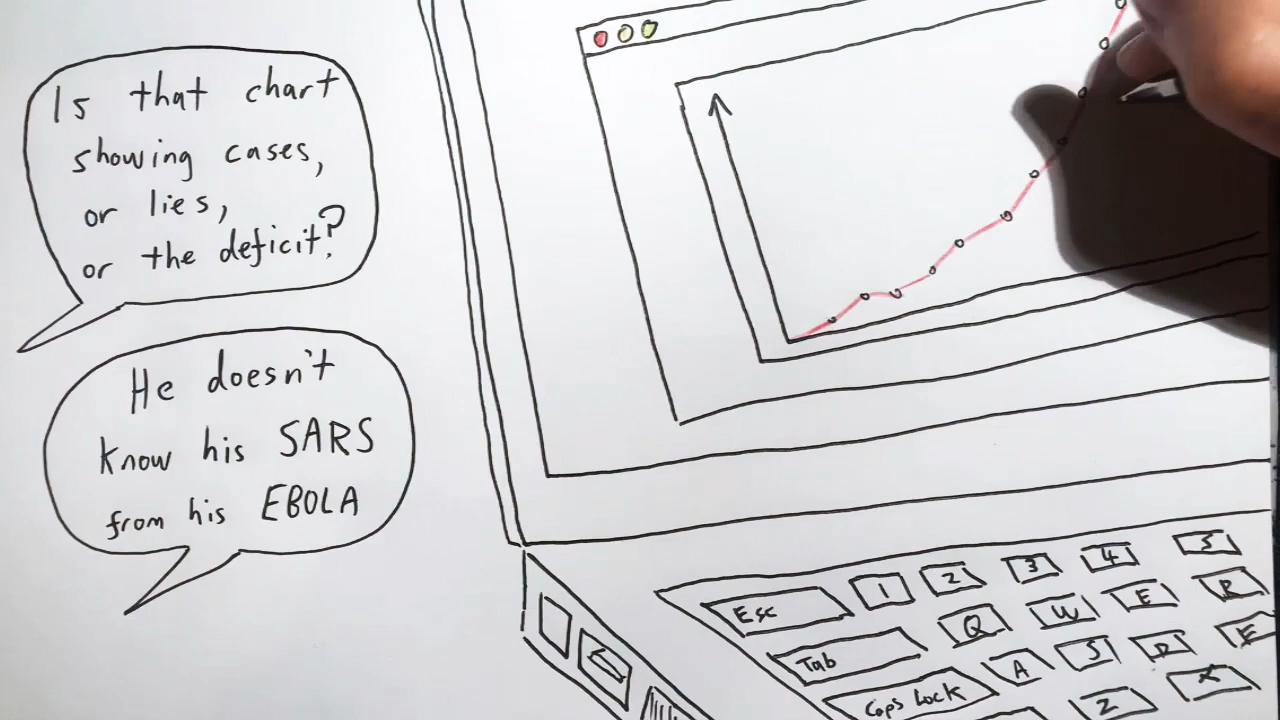 Is that chart
showing cases,
or lies,
or the deficit?
He doesn't
know his SARS
from his EBOLA
Esc 1 2 3 4 5
Tab Q W E R
Caps Lock A S D
Z X